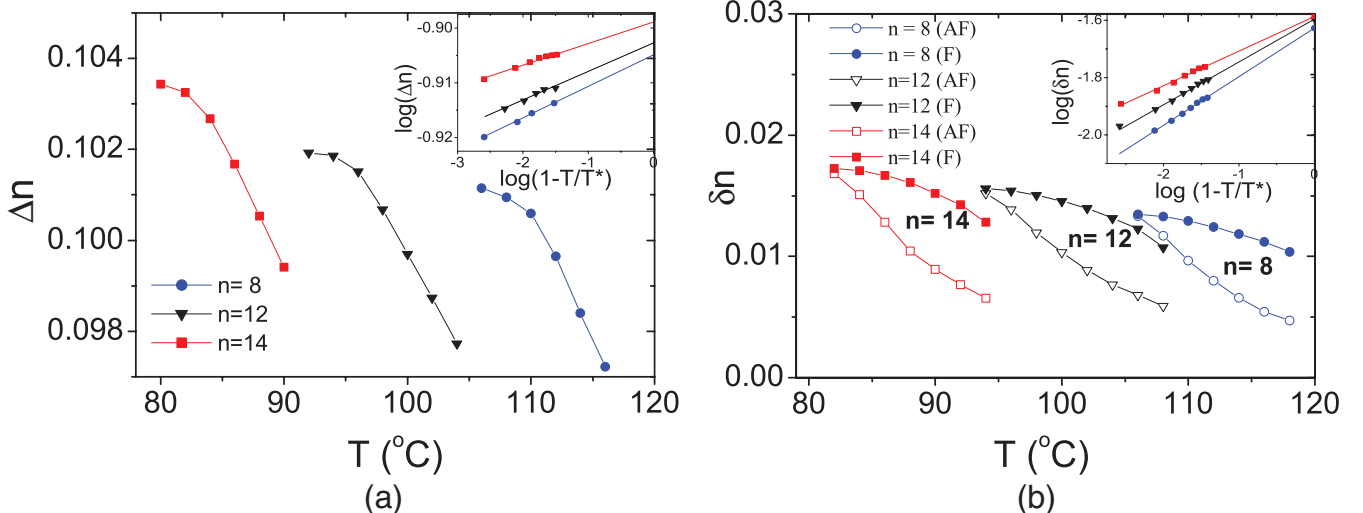 0.104
0.102
0.100
0.098
Δn
80
90
100
110
120
T (°C)
n= 8
n=12
n=14
-0.90
-0.91
-0.92
log(Δn)
-3
-2
-1
0
log(1-T/T*)
(a)
0.03
0.02
0.01
0.00
δn
80
90
100
110
120
T (°C)
n = 8 (AF)
n = 8 (F)
n=12 (AF)
n=12 (F)
n=14 (AF)
n=14 (F)
n= 14
n= 12
n= 8
-1.6
-1.8
-2.0
log(δn)
-2
-1
0
log (1-T/T*)
(b)